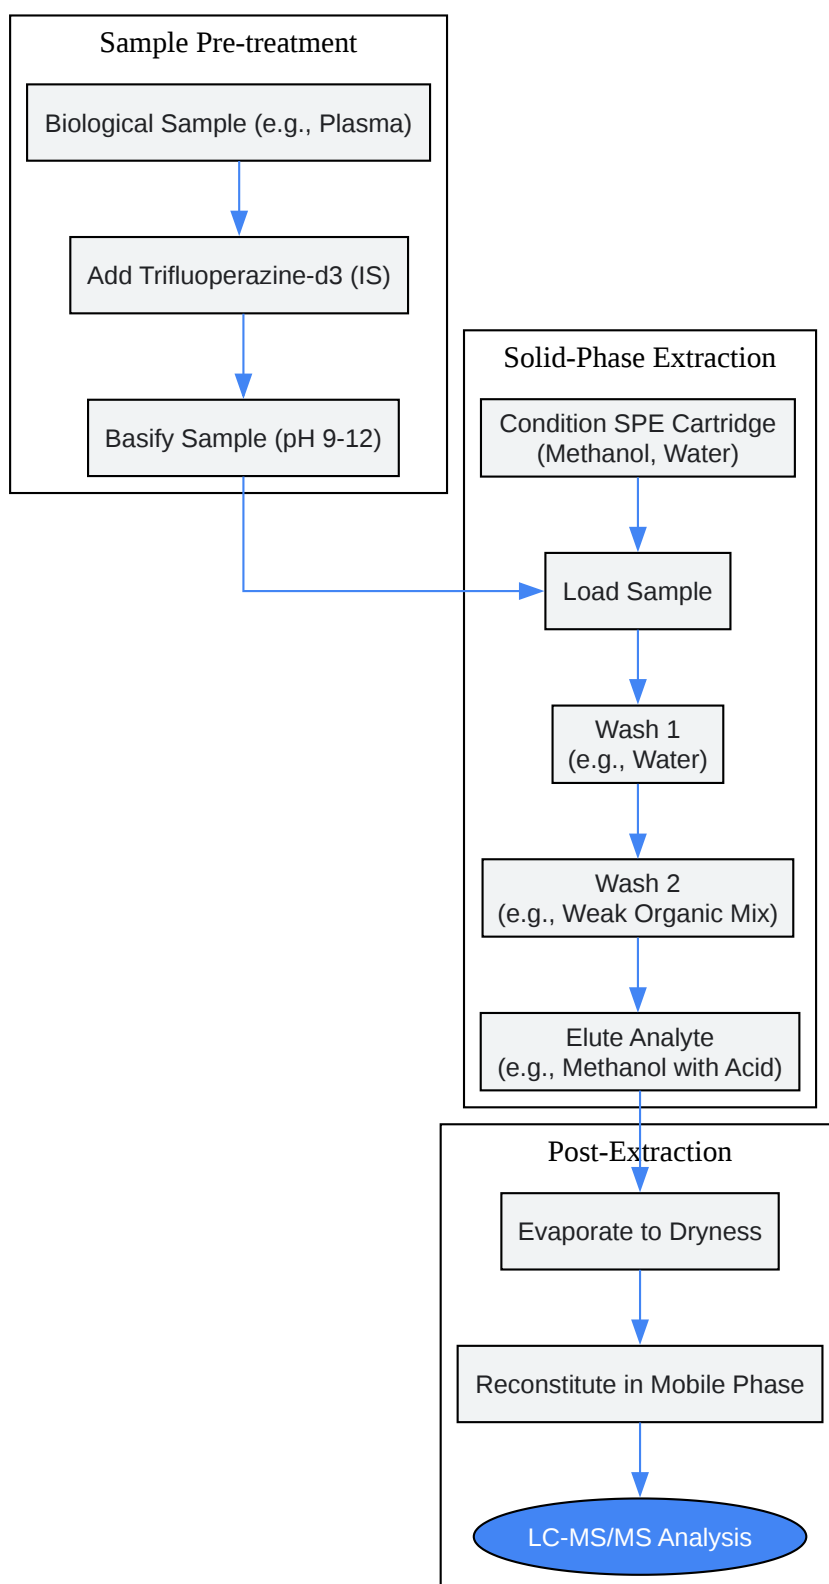 Sample Pre-treatment
Biological Sample (e.g., Plasma)
Add Trifluoperazine-d3 (IS)
Basify Sample (pH 9-12)
Solid-Phase Extraction
Condition SPE Cartridge
(Methanol, Water)
Load Sample
Wash 1
(e.g., Water)
Wash 2
(e.g., Weak Organic Mix)
Elute Analyte
(e.g., Methanol with Acid)
Post-Extraction
Evaporate to Dryness
Reconstitute in Mobile Phase
LC-MS/MS Analysis